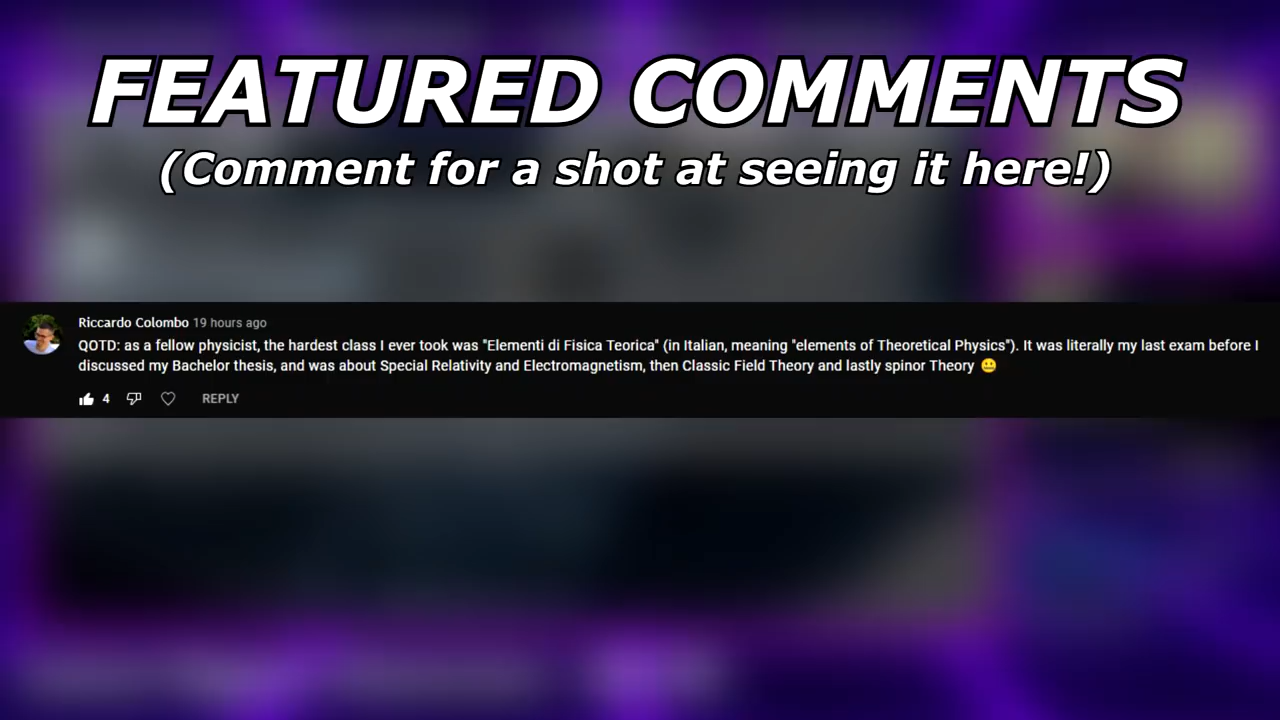 FEATURED COMMENTS
(Comment for a shot at seeing it here!)
Riccardo Colombo 19 hours ago
QOTD: as a fellow physicist, the hardest class I ever took was "Elementi di Fisica Teorica" (in Italian, meaning "elements of Theoretical Physics"). It was literally my last exam before I
discussed my Bachelor thesis, and was about Special Relativity and Electromagnetism, then Classic Field Theory and lastly spinor Theory 😐
4 REPLY